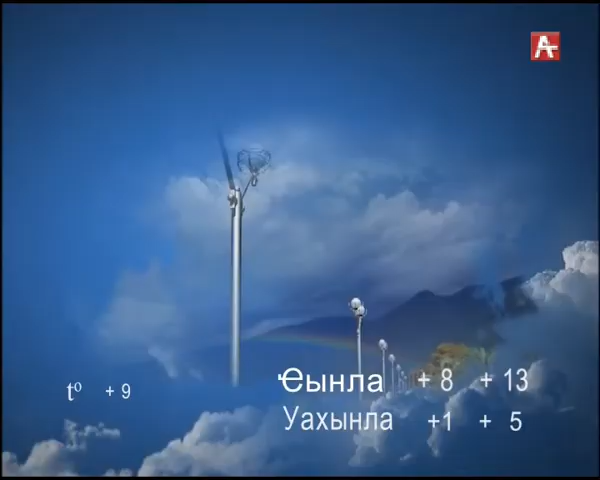 tº + 9
Ҽынла + 8 + 13
Уахынла +1 + 5